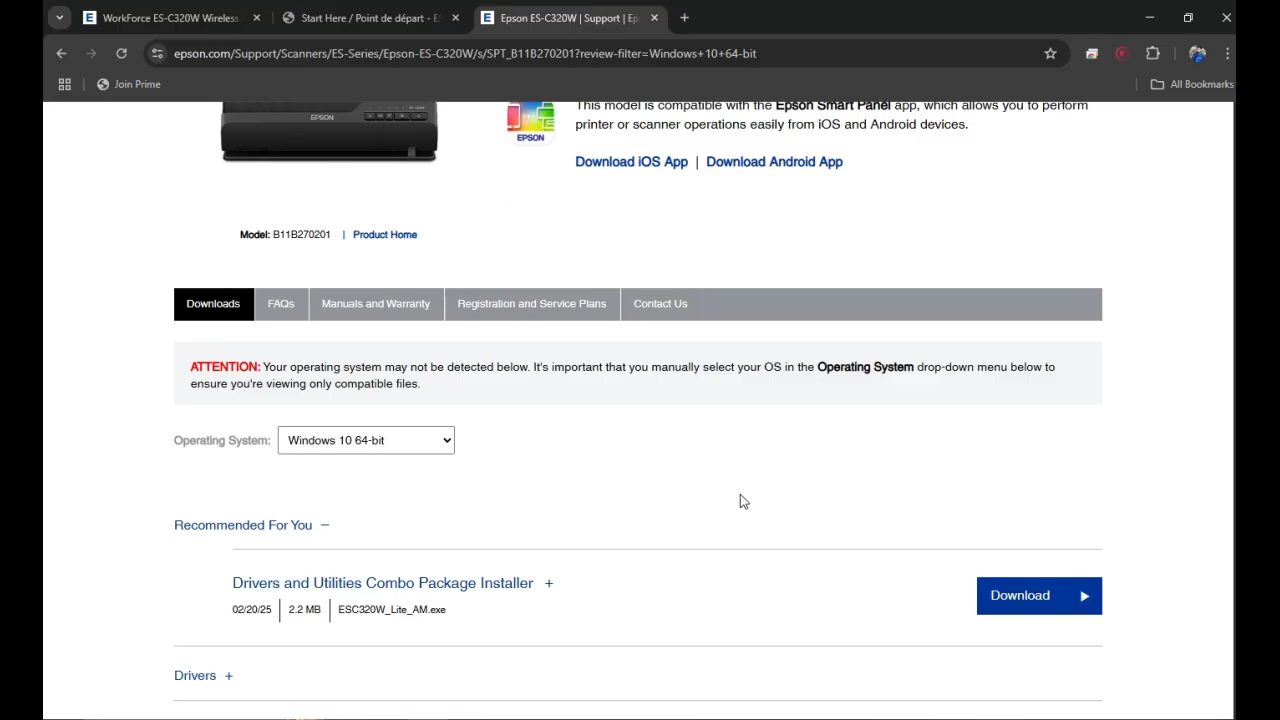 WorkForce ES-C320W Wireless
Start Here / Point de départ - E
Epson ES-C320W | Support | Ep
epson.com/Support/Scanners/ES-Series/Epson-ES-C320W/s/SPT_B11B270201?review-filter=Windows+10+64-bit
Join Prime
All Bookmarks
This model is compatible with the Epson Smart Panel app, which allows you to perform
printer or scanner operations easily from iOS and Android devices.
EPSON
EPSON
Download iOS App | Download Android App
Model: B11B270201 | Product Home
Downloads
FAQs
Manuals and Warranty
Registration and Service Plans
Contact Us
ATTENTION: Your operating system may not be detected below. It's important that you manually select your OS in the Operating System drop-down menu below to
ensure you're viewing only compatible files.
Operating System: Windows 10 64-bit
Recommended For You −
Drivers and Utilities Combo Package Installer +
02/20/25 | 2.2 MB | ESC320W_Lite_AM.exe
Download
Drivers +